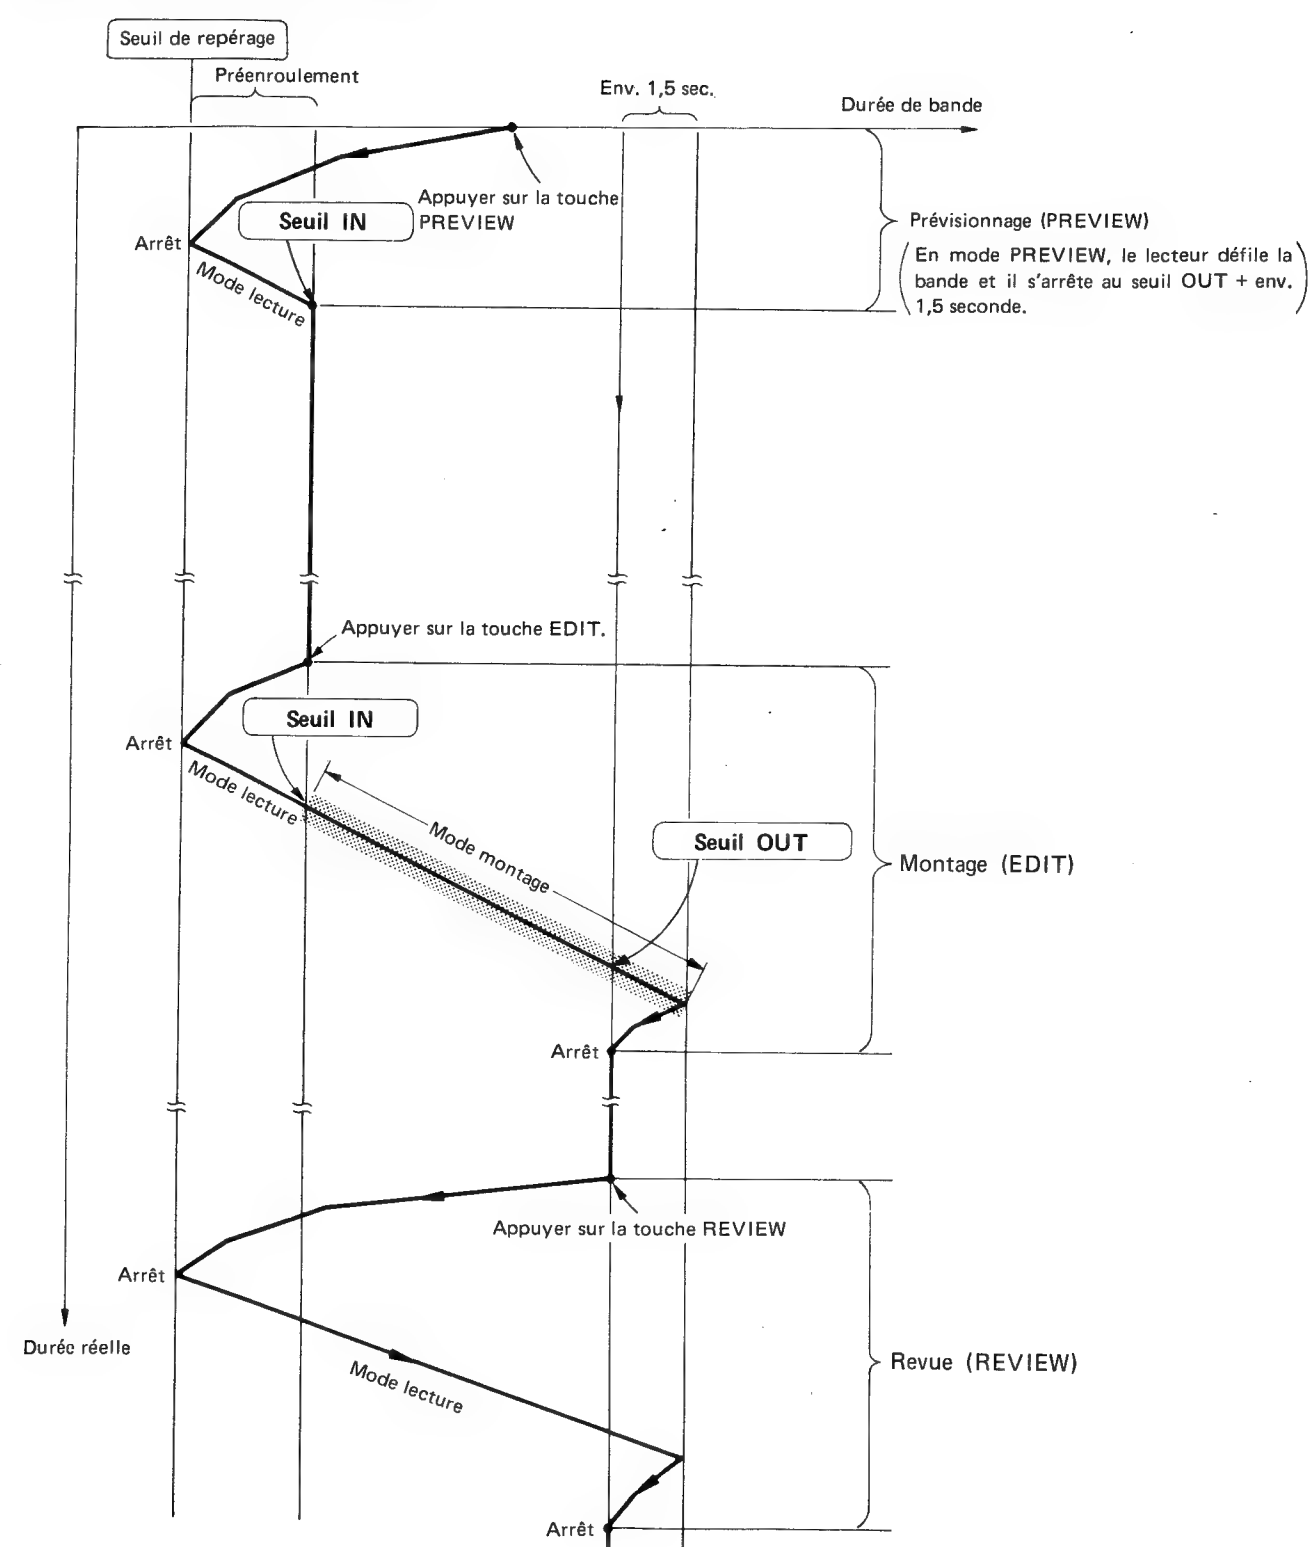 Seuil de repérage
Préenroulement
Env. 1,5 sec.
Durée de bande
Appuyer sur la touche
PREVIEW
Seuil IN
Arrêt
Mode lecture
Prévisionnage (PREVIEW)
En mode PREVIEW, le lecteur défile la
bande et il s'arrête au seuil OUT + env.
1,5 seconde.
Appuyer sur la touche EDIT.
Seuil IN
Arrêt
Mode lecture
Mode montage
Seuil OUT
Montage (EDIT)
Arrêt
Appuyer sur la touche REVIEW
Arrêt
Durée réelle
Mode lecture
Revue (REVIEW)
Arrêt